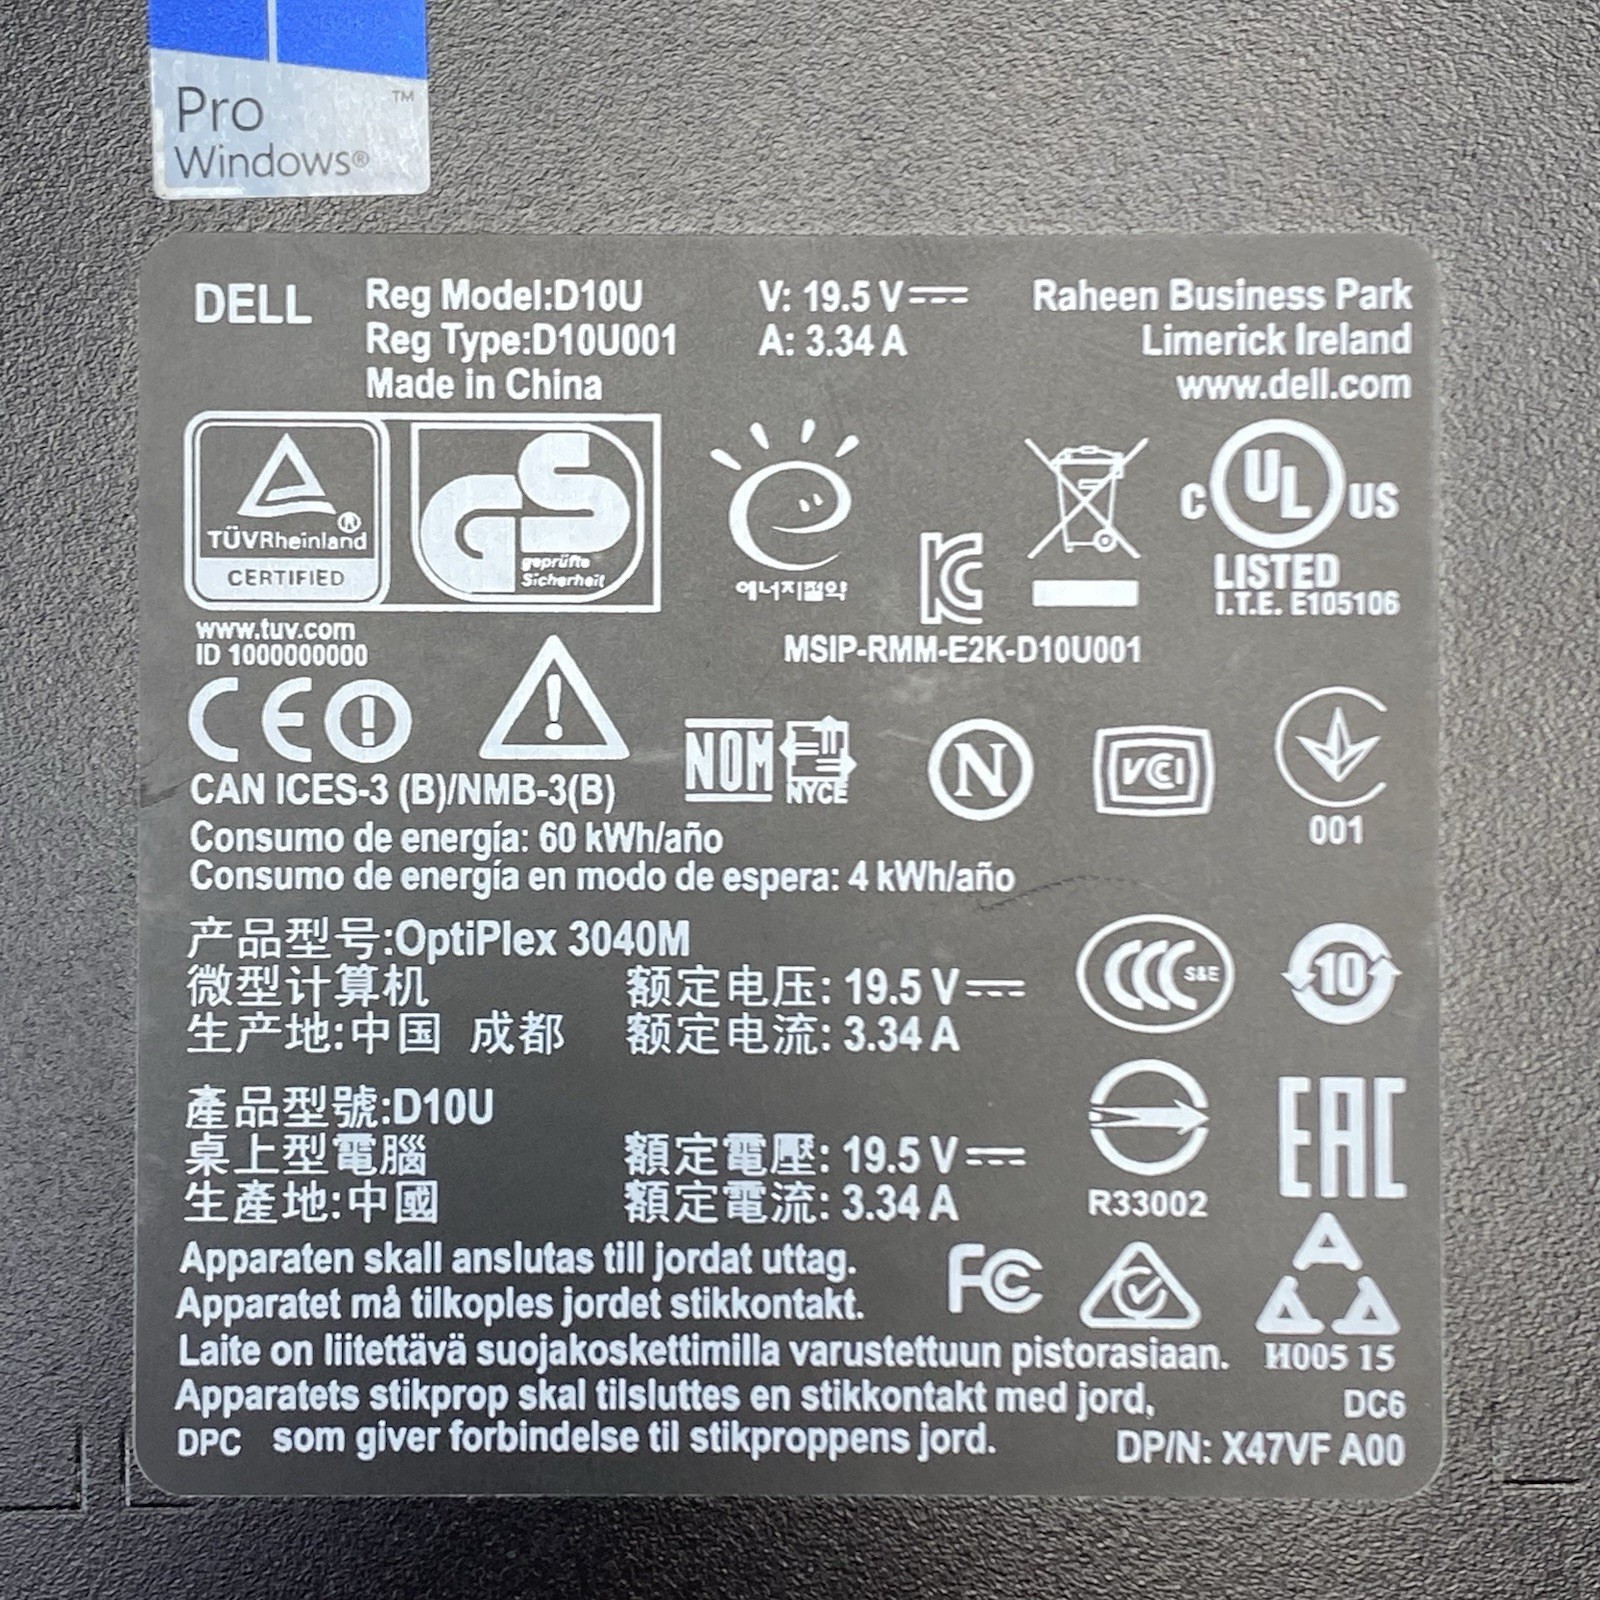 Pro ™
Windows®
DELL
Reg Model:D10U
Reg Type:D10U001
Made in China
V: 19.5 V
A: 3.34 A
Raheen Business Park
Limerick Ireland
www.dell.com
TÜVRheinland ®
CERTIFIED
GS
geprüfte
Sicherheit
www.tuv.com
ID 1000000000
에너지절약
MSIP-RMM-E2K-D10U001
C UL US
LISTED
I.T.E. E105106
CE
CAN ICES-3 (B)/NMB-3(B)
NOM
NYCE
N
VCI
001
Consumo de energía: 60 kWh/año
Consumo de energía en modo de espera: 4 kWh/año
产品型号:OptiPlex 3040M
微型计算机 额定电压: 19.5 V
生产地:中国 成都 额定电流: 3.34 A
CCC S&E
10
產品型號:D10U
桌上型電腦 額定電壓: 19.5 V
生產地:中國 額定電流: 3.34 A
R33002
EAC
Apparaten skall anslutas till jordat uttag.
Apparatet må tilkoples jordet stikkontakt.
FC
Laite on liitettävä suojakoskettimilla varustettuun pistorasiaan. И005 15
Apparatets stikprop skal tilsluttes en stikkontakt med jord, DC6
DPC som giver forbindelse til stikproppens jord. DP/N: X47VF A00